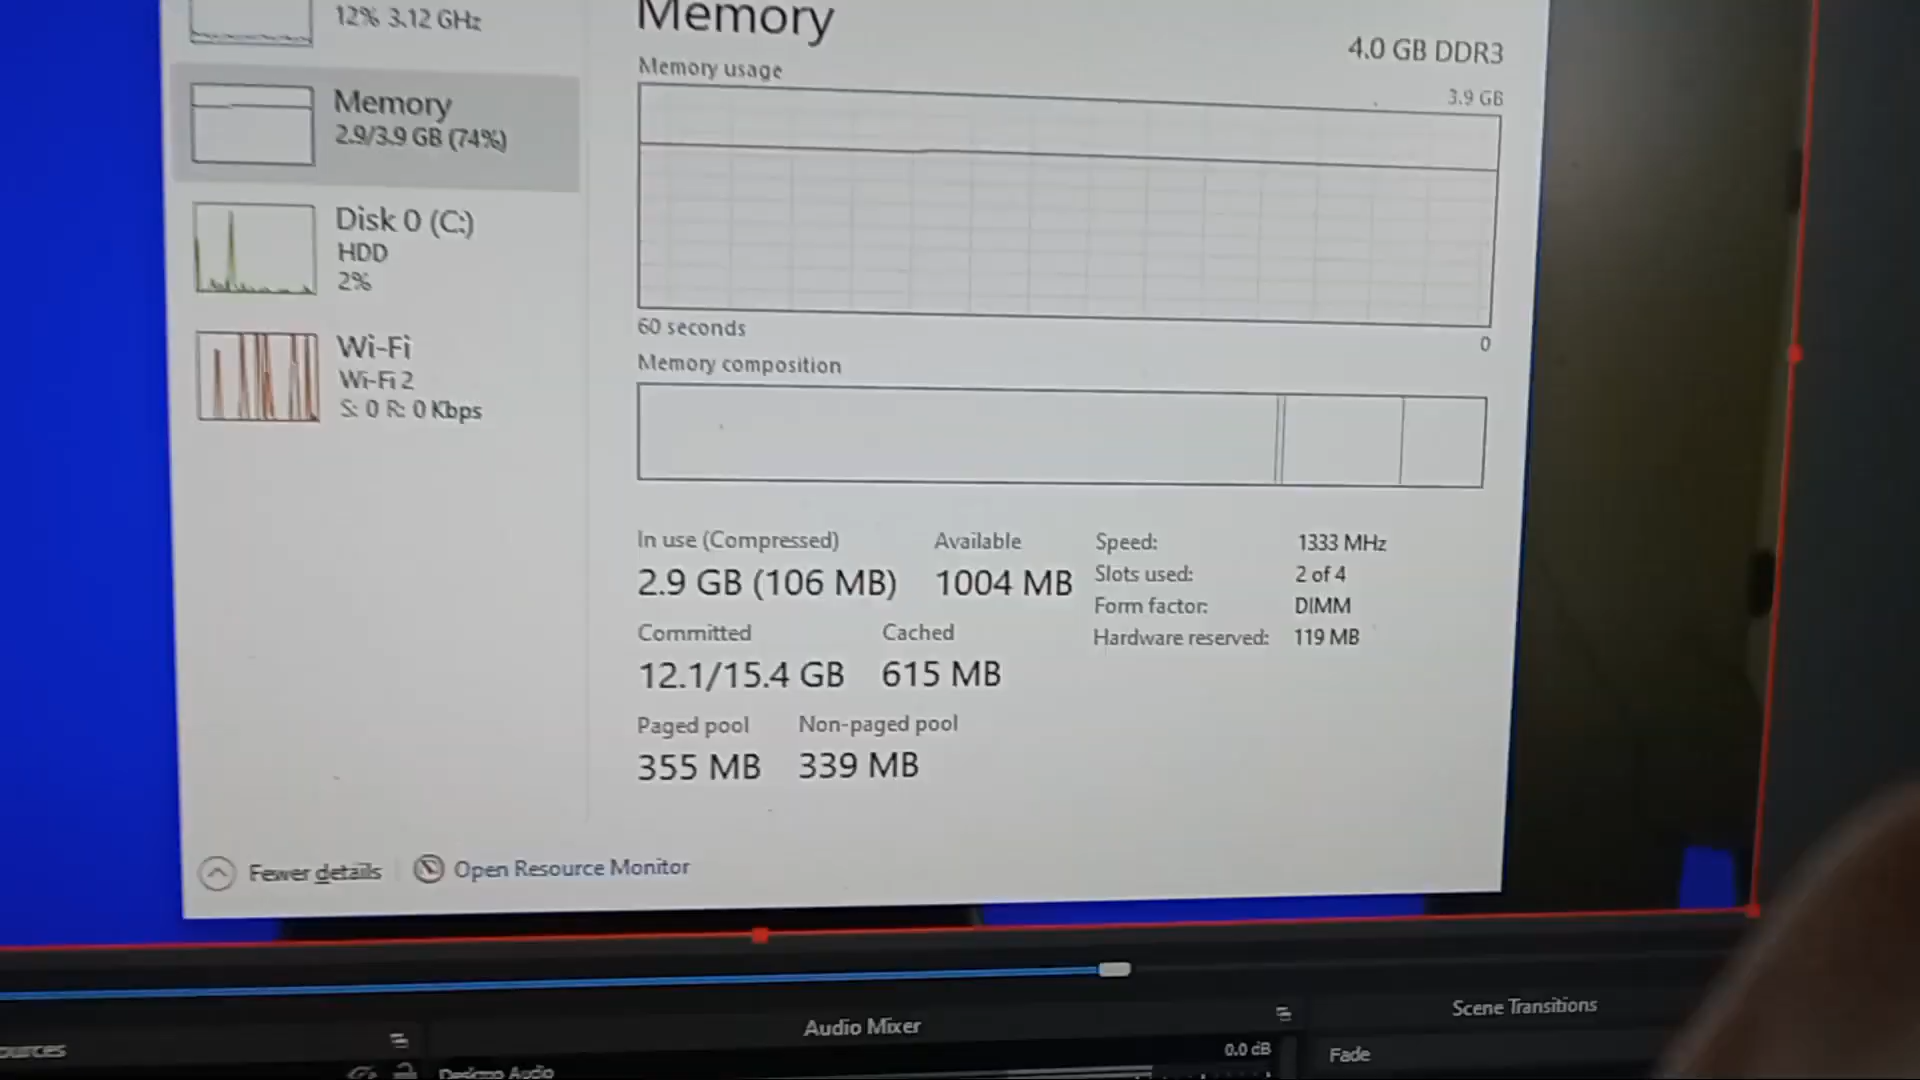 12% 3.12 GHz
Memory
2.9/3.9 GB (74%)
Disk 0 (C:)
HDD
2%
Wi-Fi
Wi-Fi 2
S: 0 R: 0 Kbps
Memory
4.0 GB DDR3
Memory usage
3.9 GB
60 seconds
0
Memory composition
In use (Compressed)
2.9 GB (106 MB)
Available
1004 MB
Committed
12.1/15.4 GB
Cached
615 MB
Paged pool
355 MB
Non-paged pool
339 MB
Speed: 1333 MHz
Slots used: 2 of 4
Form factor: DIMM
Hardware reserved: 119 MB
Fewer details
Open Resource Monitor
Audio Mixer
Scene Transitions
0.0 dB
Fade
Desktop Audio